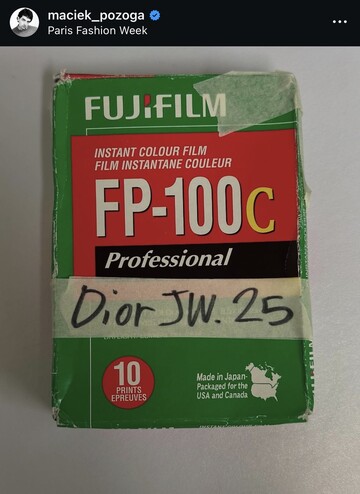 maciek_pozoga
Paris Fashion Week
FUJIFILM
INSTANT COLOUR FILM
FILM INSTANTANE COULEUR
FP-100C
Professional
Dior JW. 25
10
PRINTS
EPREUVES
Made in Japan-
Packaged for the
USA and Canada
FUJIFILM